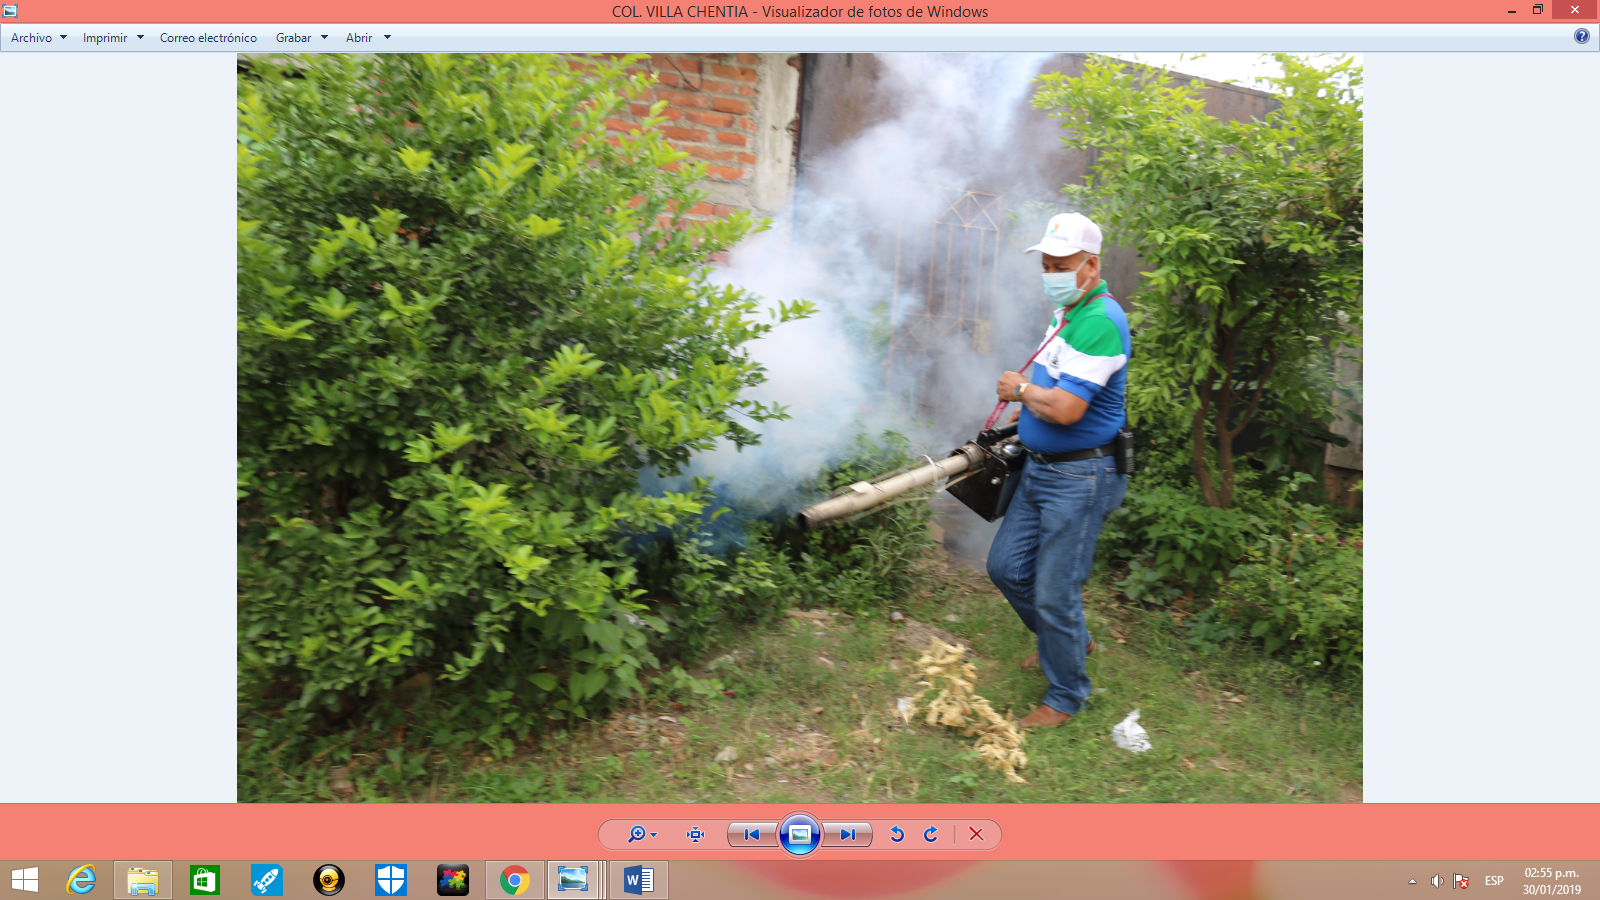 COL. VILLA CHENTIA - Visualizador de fotos de Windows
Archivo Imprimir Correo electrónico Grabar Abrir
ESP
02:55 p.m.
30/01/2019